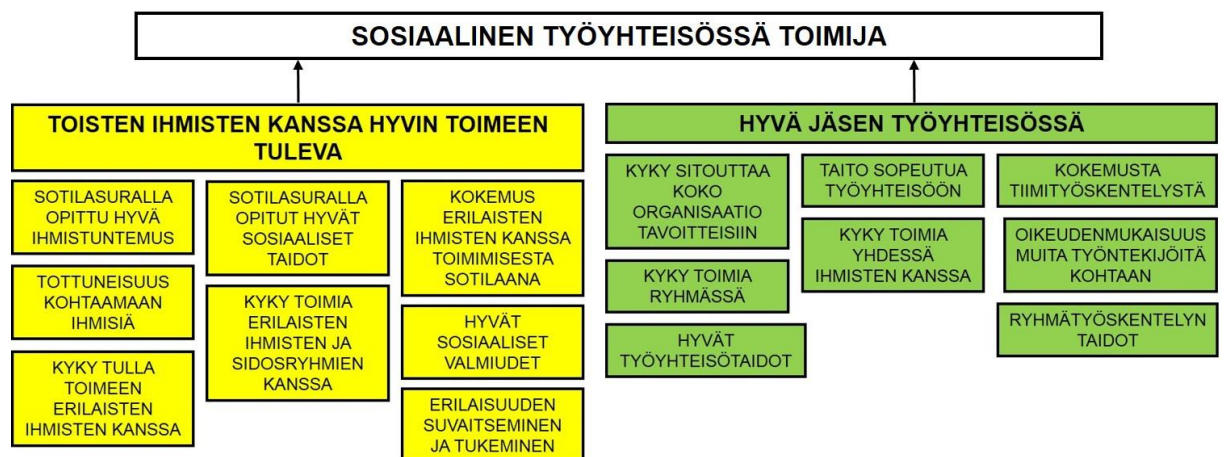 SOSIAALINEN TYÖYHTEISÖSSÄ TOIMIJA
TOISTEN IHMISTEN KANSSA HYVIN TOIMEEN
TULEVA
SOTILASURALLA
OPITTU HYVÄ
IHMISTUNTEMUS
TOTTUNEISUUS
KOHTAAMAAN
IHMISIÄ
KYKY TULLA
TOIMEEN
ERILAISTEN
IHMISTEN KANSSA
SOTILASURALLA
OPITUT HYVÄT
SOSIAALISET
TAIDOT
KYKY TOIMIA
ERILAISTEN
IHMISTEN JA
SIDOSRYHMIEN
KANSSA
KOKEMUS
ERILAISTEN
IHMISTEN KANSSA
TOIMIMISESTA
SOTILAANA
HYVÄT
SOSIAALISET
VALMIUDET
ERILAISUUDEN
SUVAITSEMINEN
JA TUKEMINEN
HYVÄ JÄSEN TYÖYHTEISÖSSÄ
KYKY SITOUTTAA
KOKO
ORGANISAATIO
TAVOITTEISIIN
KYKY TOIMIA
RYHMÄSSÄ
HYVÄT
TYÖYHTEISÖTAIDOT
TAITO SOPEUTUA
TYÖYHTEISÖÖN
KYKY TOIMIA
YHDESSÄ
IHMISTEN KANSSA
KOKEMUSTA
TIIMITYÖSKENTELYSTÄ
OIKEUDENMUKAISUUS
MUITA TYÖNTEKIJÖITÄ
KOHTAAN
RYHMÄTYÖSKENTELYN
TAIDOT